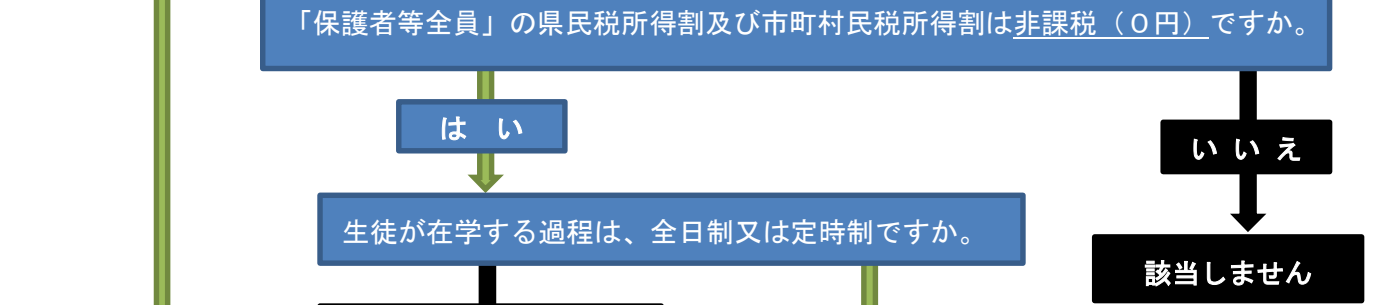 「保護者等全員」の県民税所得割及び市町村民税所得割は非課税（０円）ですか。
は　い
いいえ
生徒が在学する過程は、全日制又は定時制ですか。
該当しません